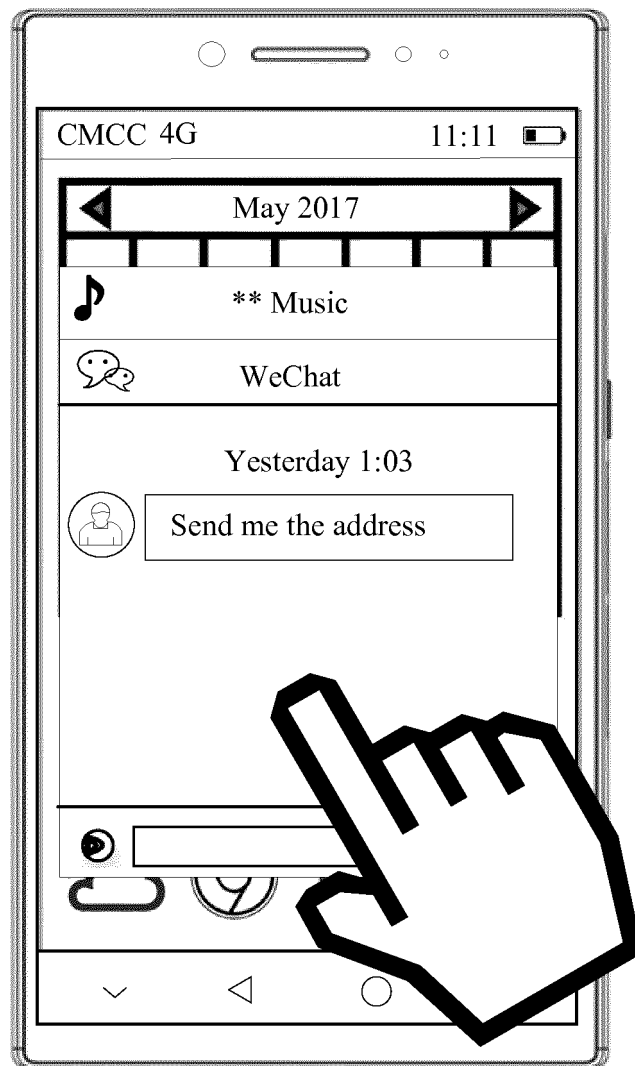 CMCC 4G 11:11
May 2017
** Music
WeChat
Yesterday 1:03
Send me the address